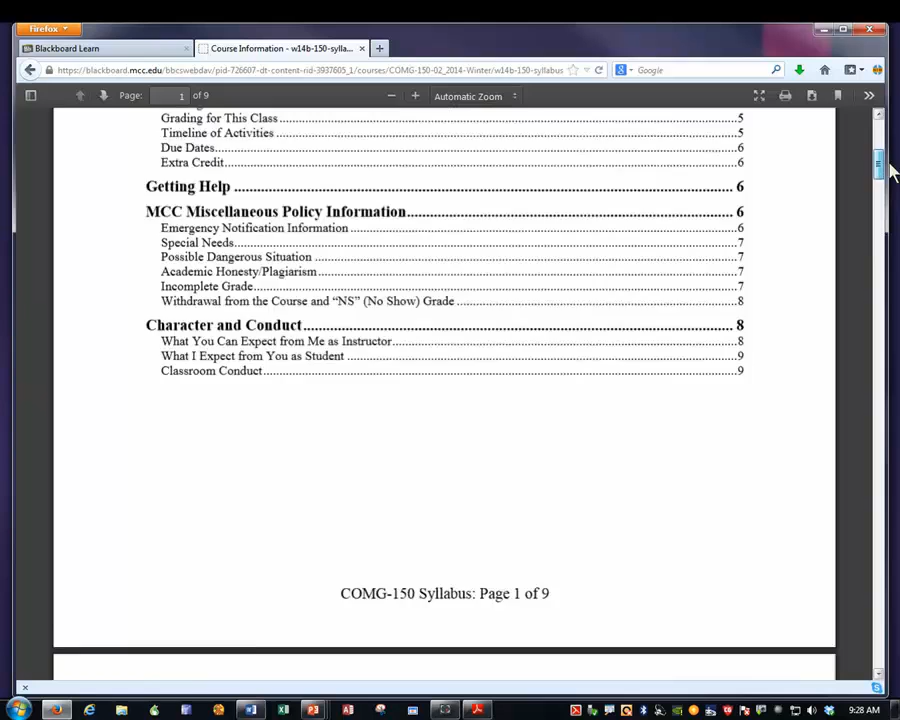 Firefox
Blackboard Learn
Course Information - w14b-150-sylla...
https://blackboard.mcc.edu/bbcswebdav/pid-726607-dt-content-rid-3937605_1/courses/COMG-150-02_2014-Winter/w14b-150-syllabus
Google
Page: 1 of 9
Automatic Zoom
Grading for This Class 5
Timeline of Activities 5
Due Dates 6
Extra Credit 6
Getting Help 6
MCC Miscellaneous Policy Information 6
Emergency Notification Information 6
Special Needs 7
Possible Dangerous Situation 7
Academic Honesty/Plagiarism 7
Incomplete Grade 7
Withdrawal from the Course and “NS” (No Show) Grade 8
Character and Conduct 8
What You Can Expect from Me as Instructor 8
What I Expect from You as Student 9
Classroom Conduct 9
COMG-150 Syllabus: Page 1 of 9
9:28 AM